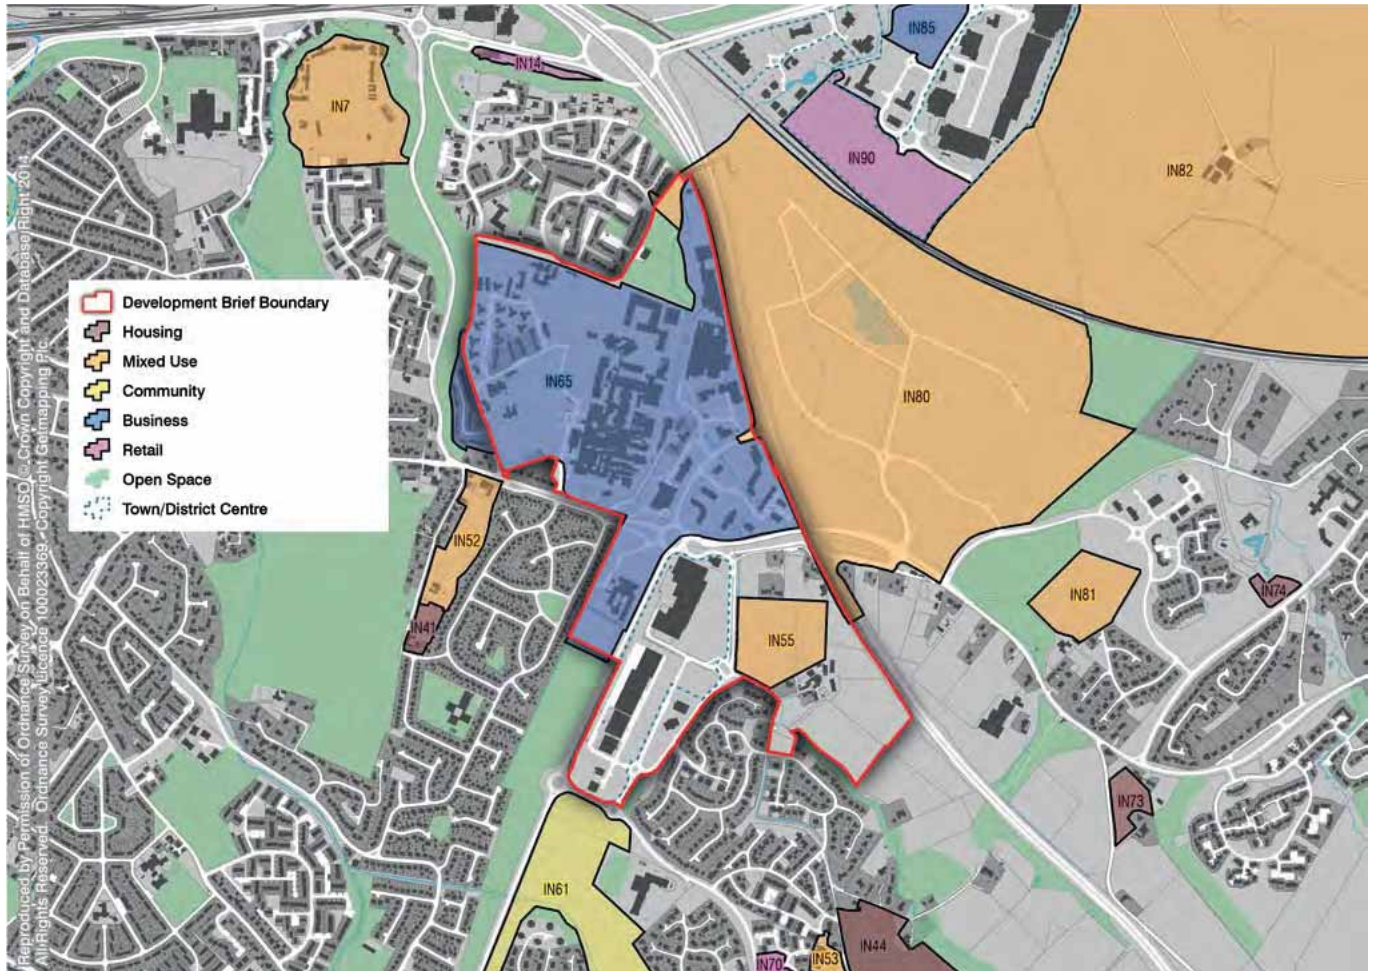 IN85
IN14
IN7
IN90
IN82
Development Brief Boundary
Housing
Mixed Use
Community
Business
Retail
Open Space
Town/District Centre
IN65
IN80
IN52
IN41
IN55
IN81
IN74
IN73
IN61
IN44
IN70
IN53
Reproduced by Permission of Ordnance Survey on Behalf of HMSO © Crown Copyright and Database Right 2014
All Rights Reserved. Ordnance Survey Licence 100023369 - Copyright Getmapping Plc.